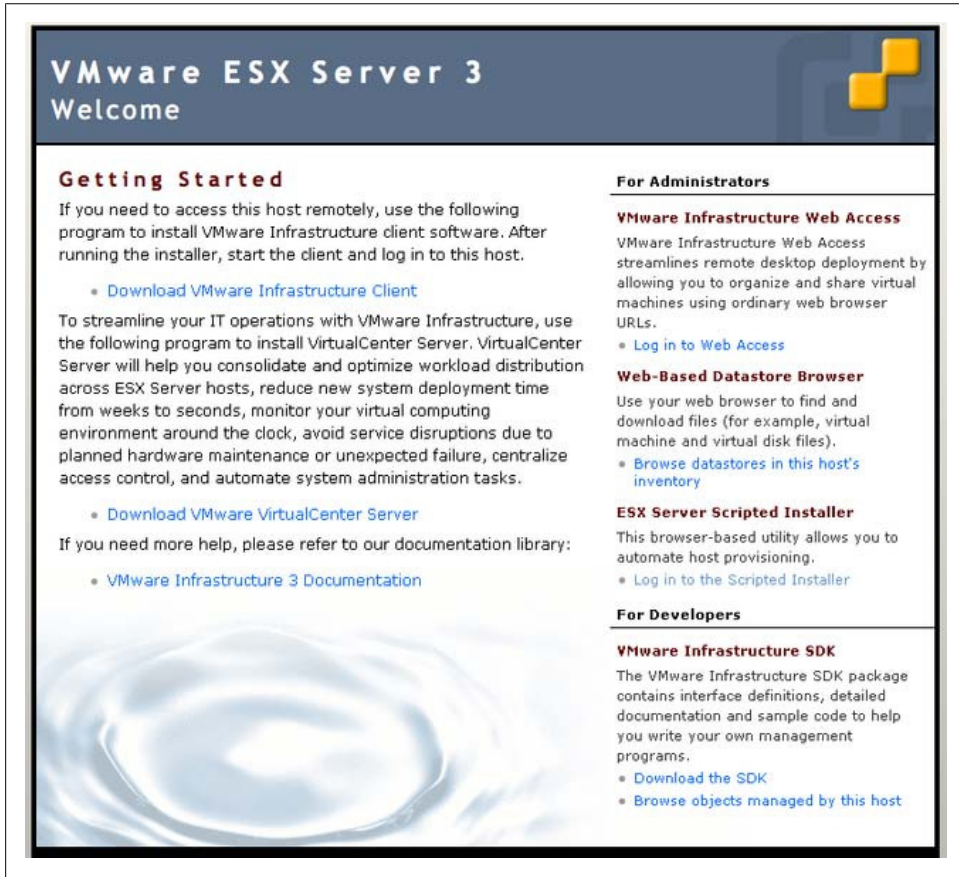 VMware ESX Server 3
Welcome
Getting Started
If you need to access this host remotely, use the following
program to install VMware Infrastructure client software. After
running the installer, start the client and log in to this host.
Download VMware Infrastructure Client
To streamline your IT operations with VMware Infrastructure, use
the following program to install VirtualCenter Server. VirtualCenter
Server will help you consolidate and optimize workload distribution
across ESX Server hosts, reduce new system deployment time
from weeks to seconds, monitor your virtual computing
environment around the clock, avoid service disruptions due to
planned hardware maintenance or unexpected failure, centralize
access control, and automate system administration tasks.
Download VMware VirtualCenter Server
If you need more help, please refer to our documentation library:
VMware Infrastructure 3 Documentation
For Administrators
VMware Infrastructure Web Access
VMware Infrastructure Web Access
streamlines remote desktop deployment by
allowing you to organize and share virtual
machines using ordinary web browser
URLs.
Log in to Web Access
Web-Based Datastore Browser
Use your web browser to find and
download files (for example, virtual
machine and virtual disk files).
Browse datastores in this host's
inventory
ESX Server Scripted Installer
This browser-based utility allows you to
automate host provisioning.
Log in to the Scripted Installer
For Developers
VMware Infrastructure SDK
The VMware Infrastructure SDK package
contains interface definitions, detailed
documentation and sample code to help
you write your own management
programs.
Download the SDK
Browse objects managed by this host